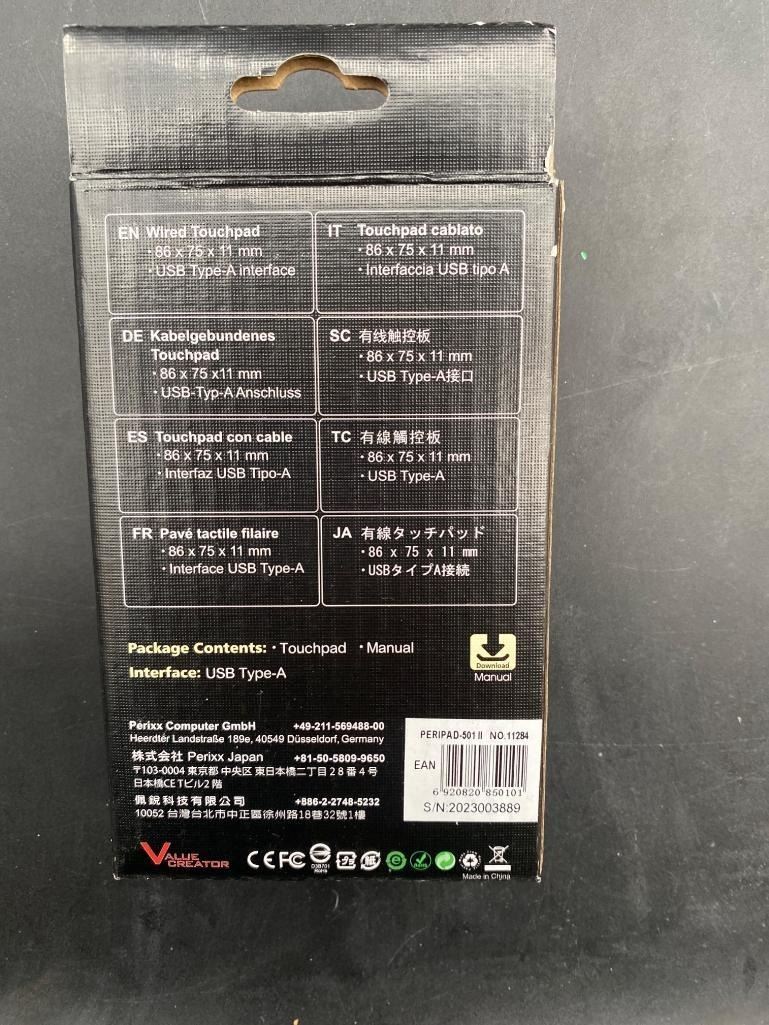 EN Wired Touchpad
・86 x 75 x 11 mm
・USB Type-A interface
IT Touchpad cablato
・86 x 75 x 11 mm
・Interfaccia USB tipo A
DE Kabelgebundenes
Touchpad
・86 x 75 x11 mm
・USB-Typ-A Anschluss
SC 有线触控板
・86 x 75 x 11 mm
・USB Type-A接口
ES Touchpad con cable
・86 x 75 x 11 mm
・Interfaz USB Tipo-A
TC 有線觸控板
・86 x 75 x 11 mm
・USB Type-A
FR Pavé tactile filaire
・86 x 75 x 11 mm
・Interface USB Type-A
JA 有線タッチパッド
・86 x 75 x 11 mm
・USBタイプA接続
Package Contents: ・Touchpad ・Manual
Interface: USB Type-A
Download
Manual
Perixx Computer GmbH +49-211-569488-00
Heerdter Landstraße 189e, 40549 Düsseldorf, Germany
株式会社 Perixx Japan +81-50-5809-9650
〒103-0004 東京都 中央区 東日本橋二丁目28番4号
日本橋CETビル2階
佩銳科技有限公司 +886-2-2748-5232
10052 台灣台北市中正區徐州路18巷32號1樓
PERIPAD-501 II NO.11284
EAN
6 920820 850101
S/N:2023003889
VALUE CREATOR
CE FC
D3B701
RoHS
Made in China